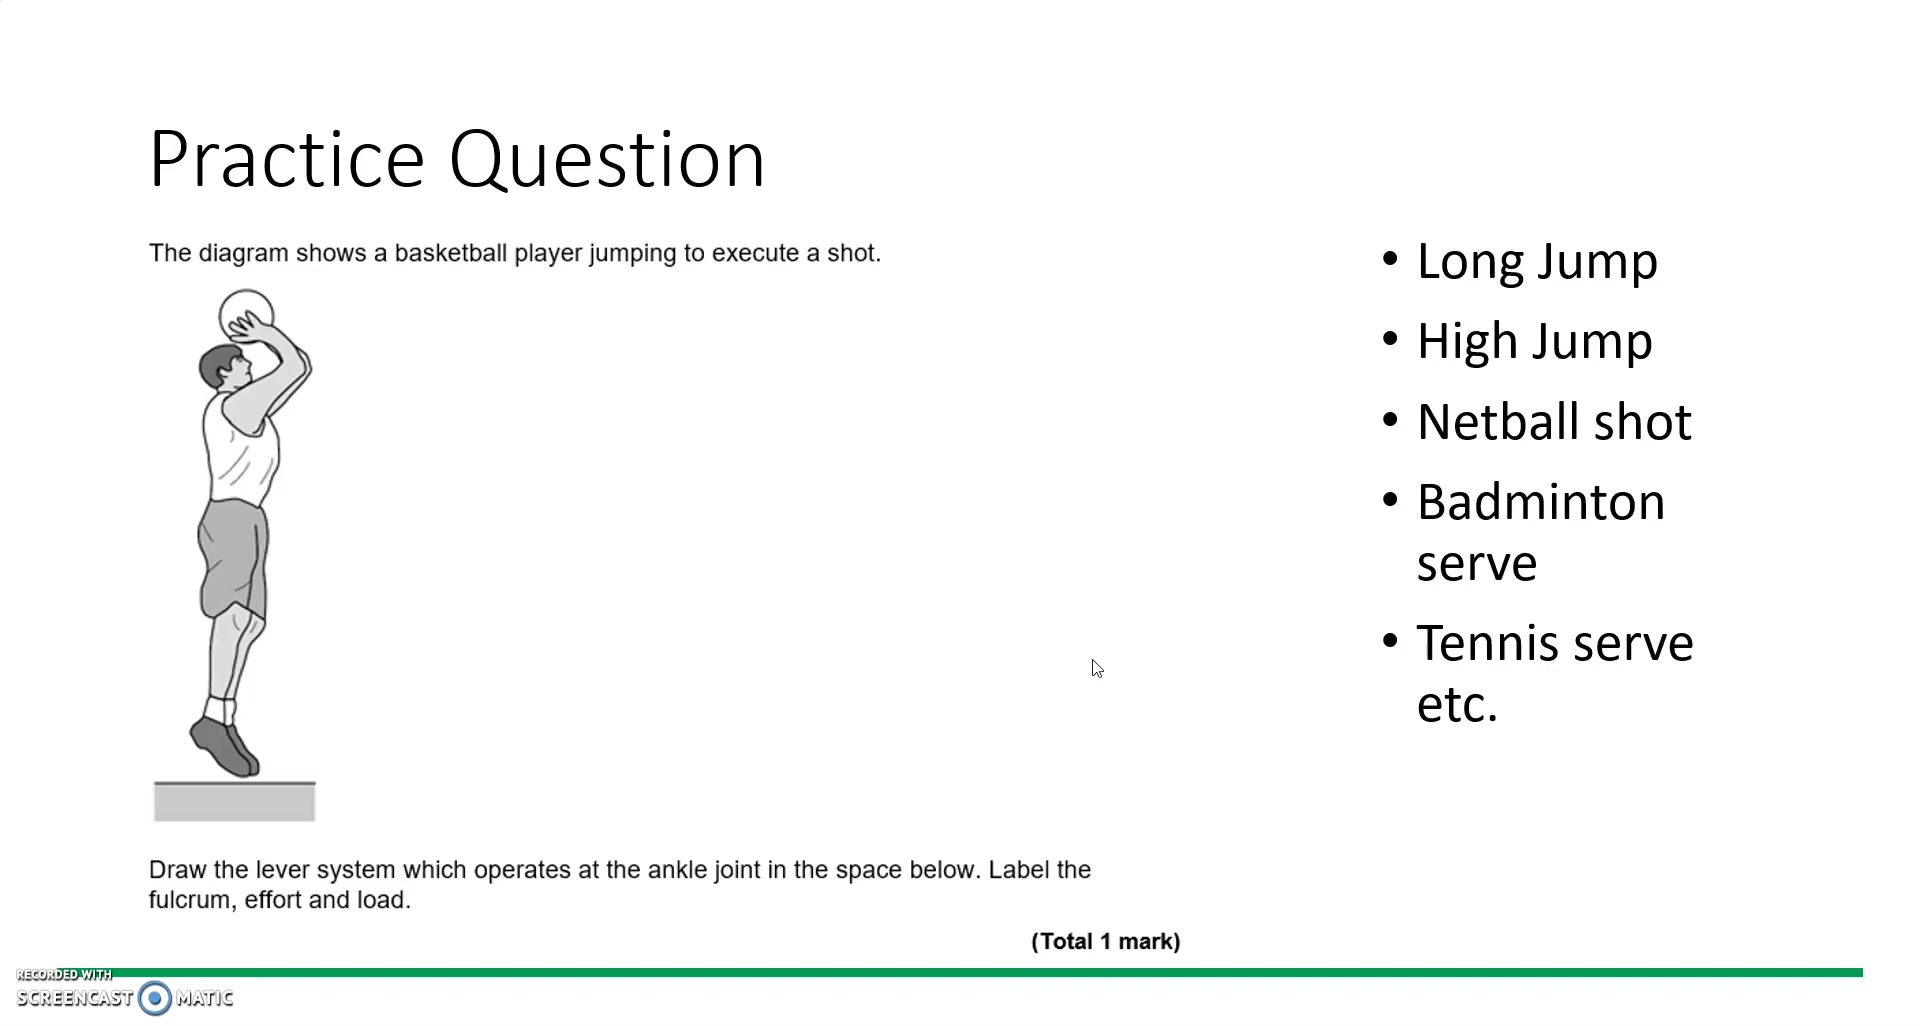 Practice Question
The diagram shows a basketball player jumping to execute a shot.
• Long Jump
• High Jump
• Netball shot
• Badminton
serve
• Tennis serve
etc.
Draw the lever system which operates at the ankle joint in the space below. Label the
fulcrum, effort and load.
(Total 1 mark)
RECORDED WITH
SCREENCAST MATIC